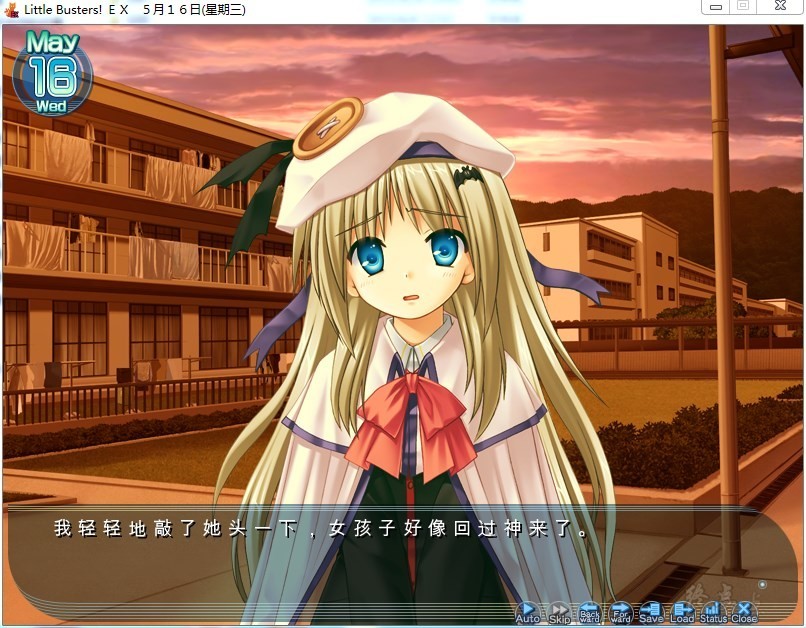 Little Busters! ＥＸ　５月１６日(星期三)
May
16
Wed
我轻轻地敲了她头一下，女孩子好像回过神来了。
Auto Skip Back ward For ward Save Load Status Close